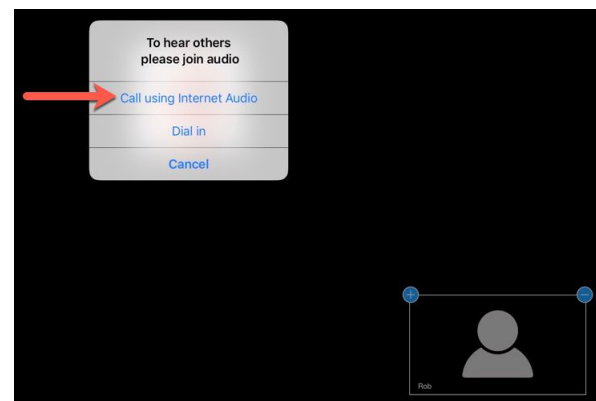 To hear others
please join audio
Call using Internet Audio
Dial in
Cancel
Rob